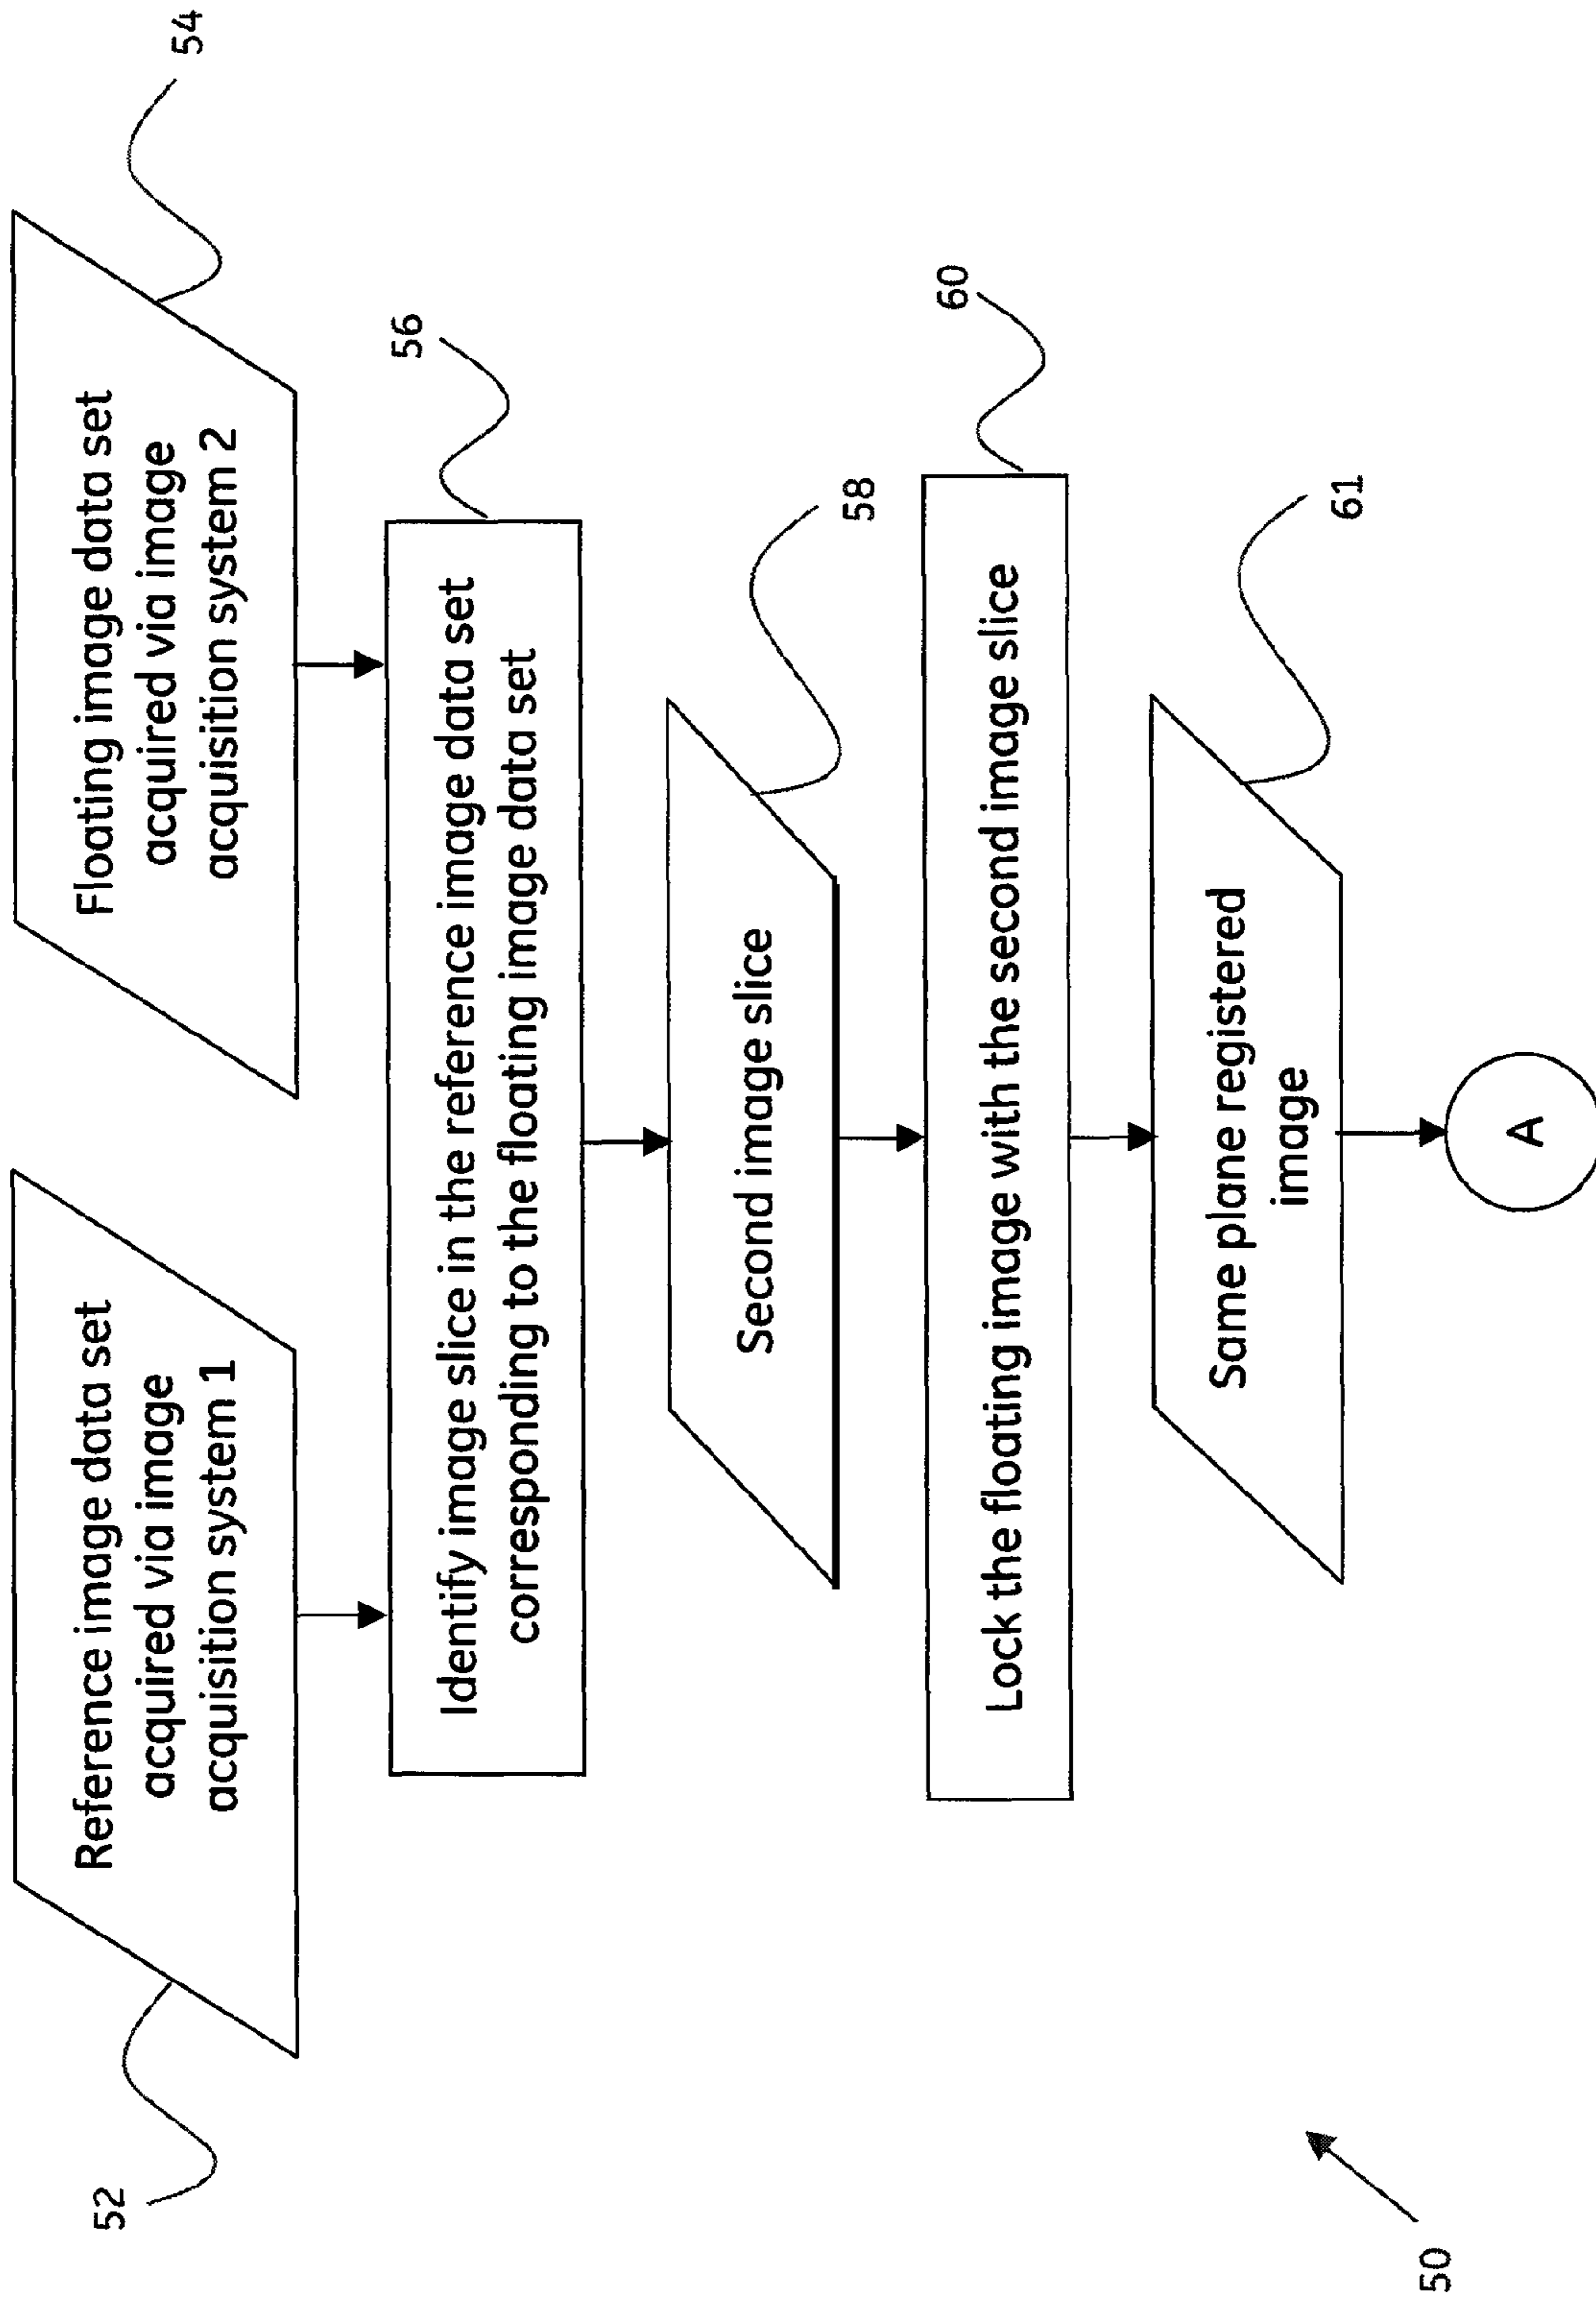 Reference image data set
acquired via image
acquisition system 1
52
Floating image data set
acquired via image
acquisition system 2
54
Identify image slice in the reference image data set
corresponding to the floating image data set
56
Second image slice
58
Lock the floating image with the second image slice
60
Same plane registered
image
61
A
50